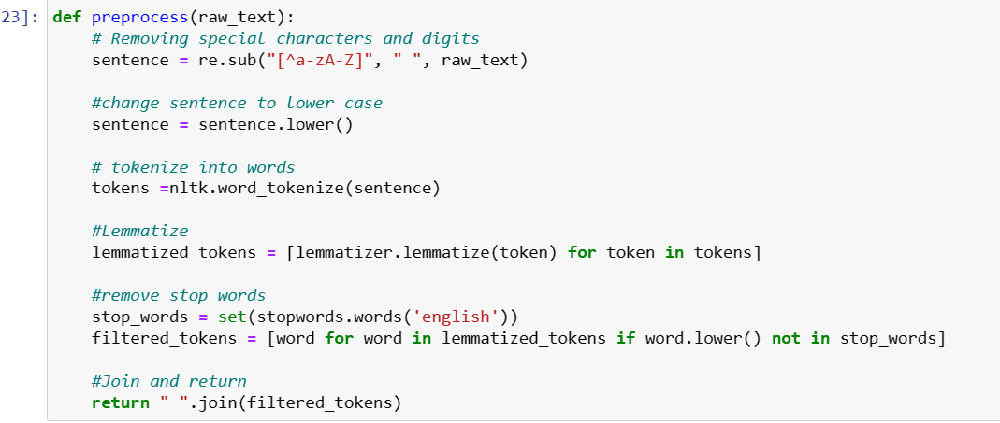 23]: def preprocess(raw_text):
    # Removing special characters and digits
    sentence = re.sub("[^a-zA-Z]", " ", raw_text)

    #change sentence to lower case
    sentence = sentence.lower()

    # tokenize into words
    tokens =nltk.word_tokenize(sentence)

    #Lemmatize
    lemmatized_tokens = [lemmatizer.lemmatize(token) for token in tokens]

    #remove stop words
    stop_words = set(stopwords.words('english'))
    filtered_tokens = [word for word in lemmatized_tokens if word.lower() not in stop_words]

    #Join and return
    return " ".join(filtered_tokens)